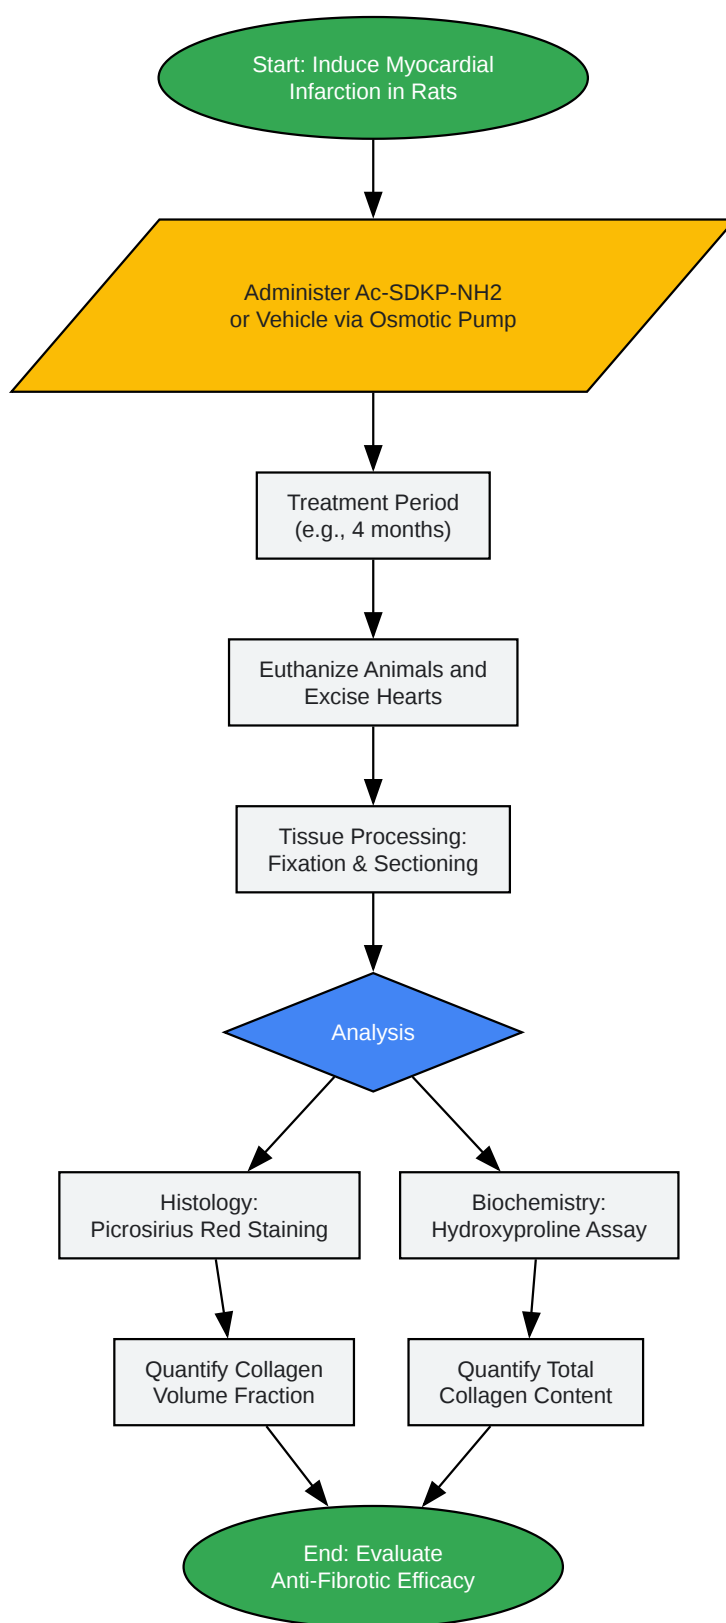 Start: Induce Myocardial
Infarction in Rats
Administer Ac-SDKP-NH2
or Vehicle via Osmotic Pump
Treatment Period
(e.g., 4 months)
Euthanize Animals and
Excise Hearts
Tissue Processing:
Fixation & Sectioning
Analysis
Histology:
Picrosirius Red Staining
Biochemistry:
Hydroxyproline Assay
Quantify Collagen
Volume Fraction
Quantify Total
Collagen Content
End: Evaluate
Anti-Fibrotic Efficacy